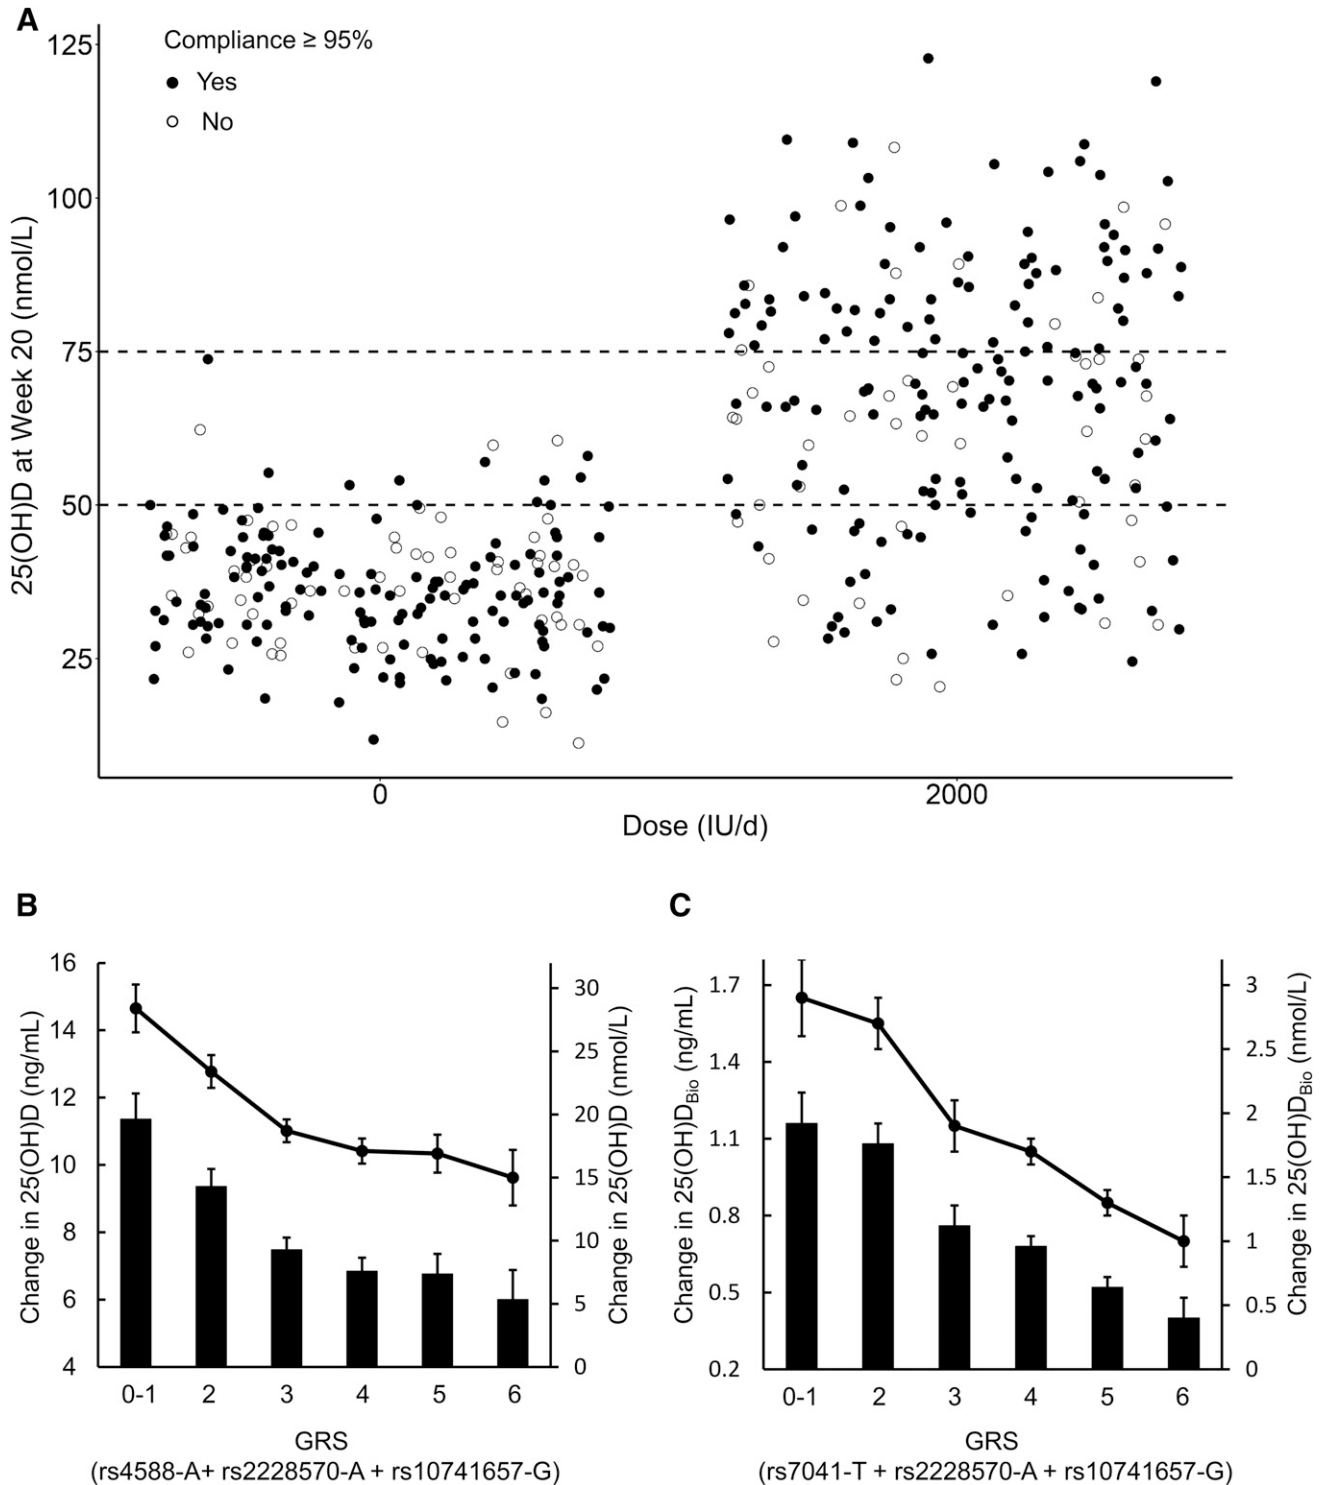 A
Compliance ≥ 95%
Yes
No
25(OH)D at Week 20 (nmol/L)
125
100
75
50
25
0
2000
Dose (IU/d)
B
Change in 25(OH)D (ng/mL)
16
14
12
10
8
6
4
30
25
20
15
10
5
0
Change in 25(OH)D (nmol/L)
0-1 2 3 4 5 6
GRS
(rs4588-A+ rs2228570-A + rs10741657-G)
C
Change in 25(OH)D_Bio (ng/mL)
1.7
1.4
1.1
0.8
0.5
0.2
3
2.5
2
1.5
1
0.5
0
Change in 25(OH)D_Bio (nmol/L)
0-1 2 3 4 5 6
GRS
(rs7041-T + rs2228570-A + rs10741657-G)